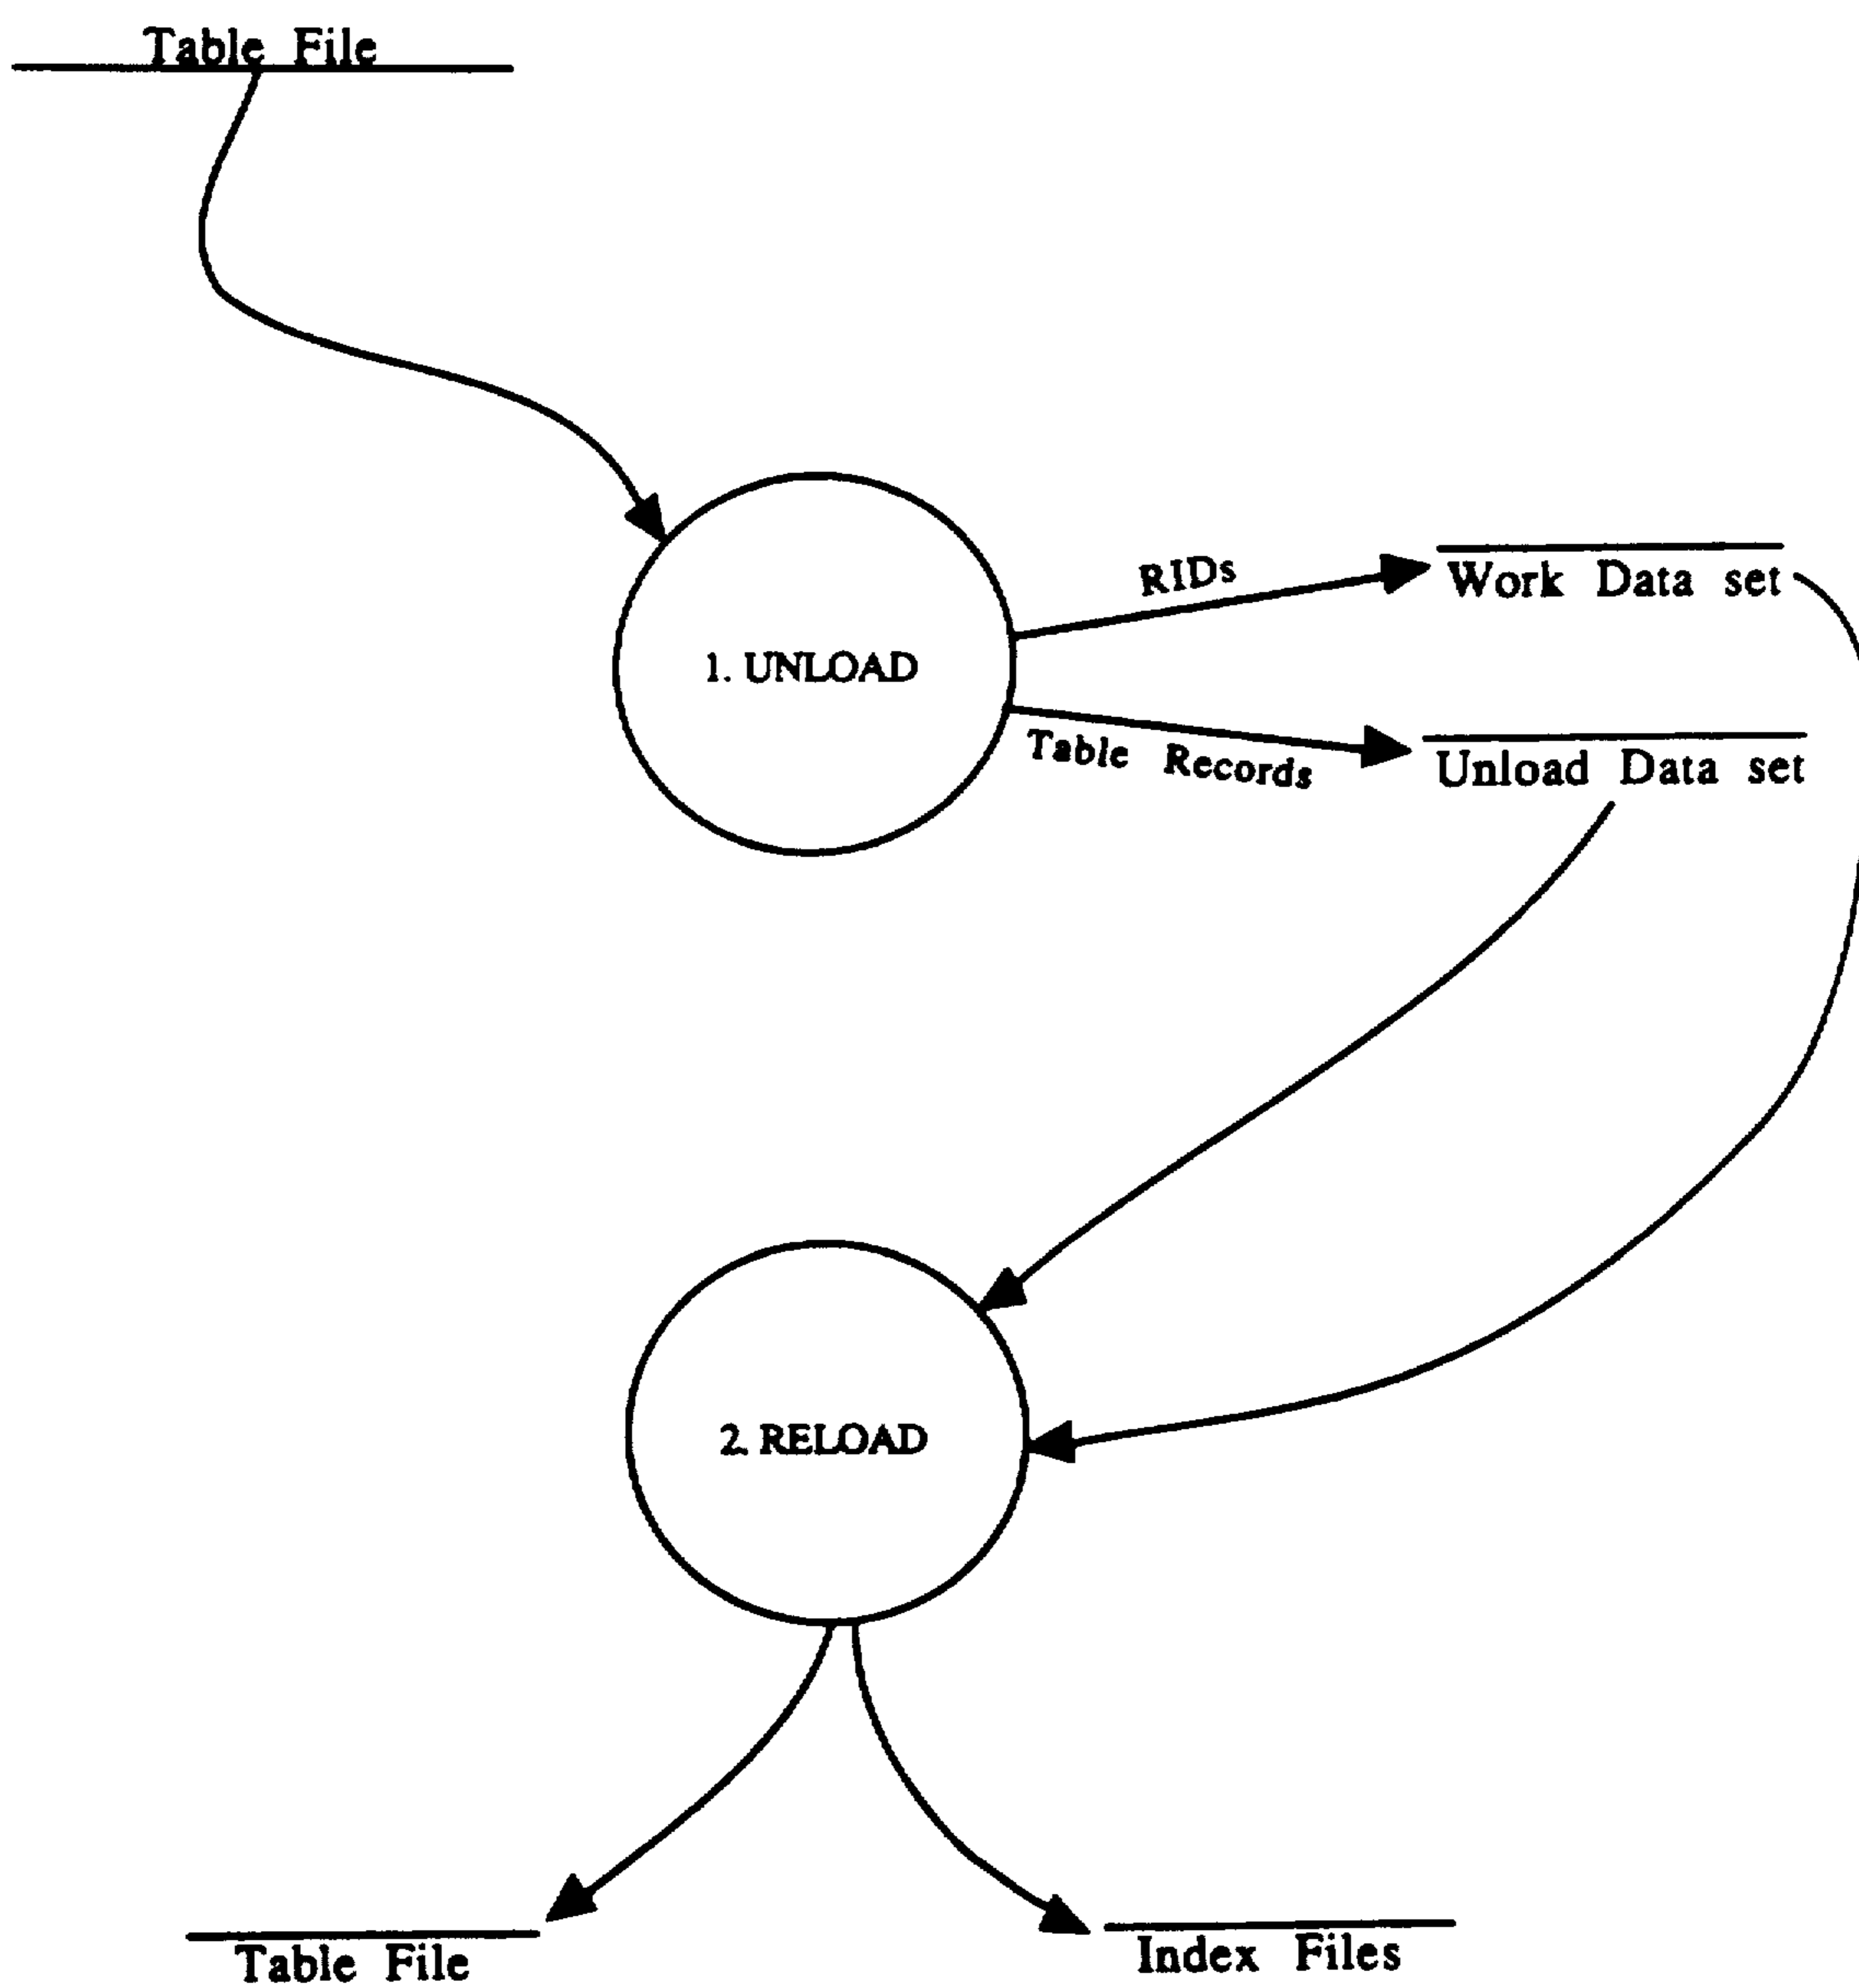 Table File
RIDs
Work Data set
1. UNLOAD
Table Records
Unload Data set
2. RELOAD
Table File
Index Files